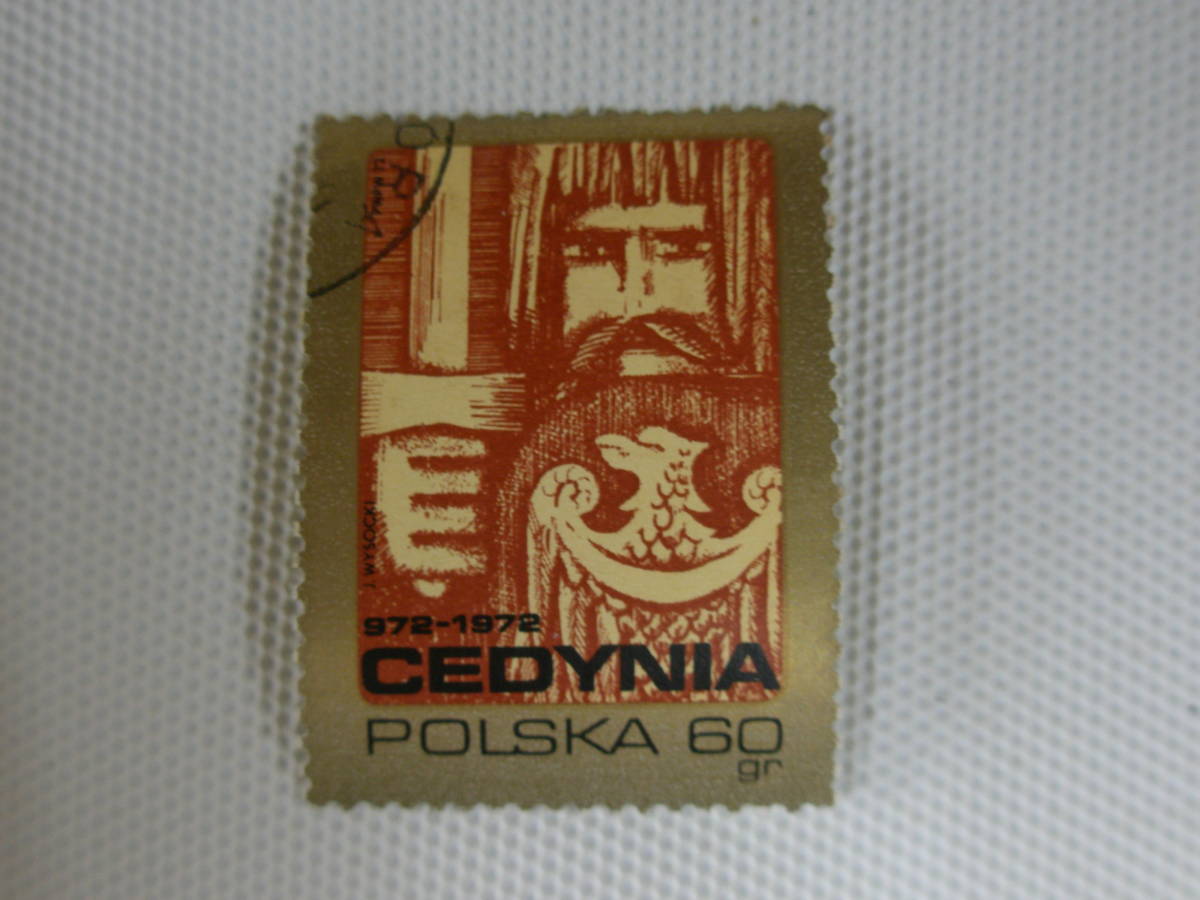 J. WYSOCKI
972-1972
CEDYNIA
POLSKA 60
gr